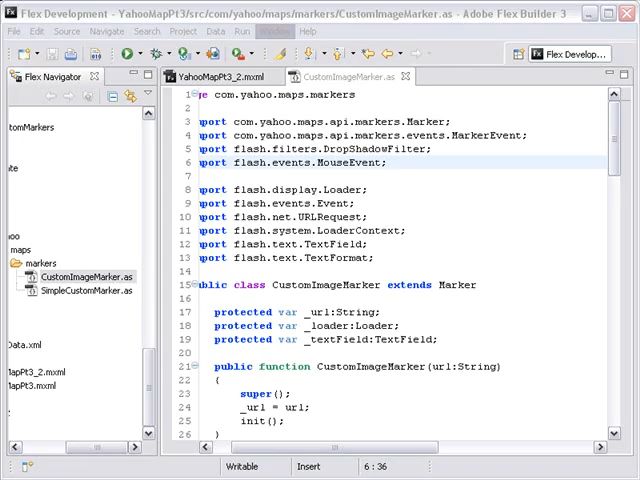 Flex Development - YahooMapPt3/src/com/yahoo/maps/markers/CustomImageMarker.as - Adobe Flex Builder 3
File Edit Source Navigate Search Project Data Run Window Help
Flex Develop...
Flex Navigator
YahooMapPt3_2.mxml
CustomImageMarker.as
tomMarkers
ate
oo
maps
markers
CustomImageMarker.as
SimpleCustomMarker.as
Data.xml
MapPt3_2.mxml
MapPt3.mxml
1 ge com.yahoo.maps.markers
2
3 port com.yahoo.maps.api.markers.Marker;
4 port com.yahoo.maps.api.markers.events.MarkerEvent;
5 port flash.filters.DropShadowFilter;
6 port flash.events.MouseEvent;
7
8 port flash.display.Loader;
9 port flash.events.Event;
10 port flash.net.URLRequest;
11 port flash.system.LoaderContext;
12 port flash.text.TextField;
13 port flash.text.TextFormat;
14
15 ublic class CustomImageMarker extends Marker
16
17 protected var _url:String;
18 protected var _loader:Loader;
19 protected var _textField:TextField;
20
21 public function CustomImageMarker(url:String)
22 {
23 super();
24 _url = url;
25 init();
26 }
Writable Insert 6 : 36